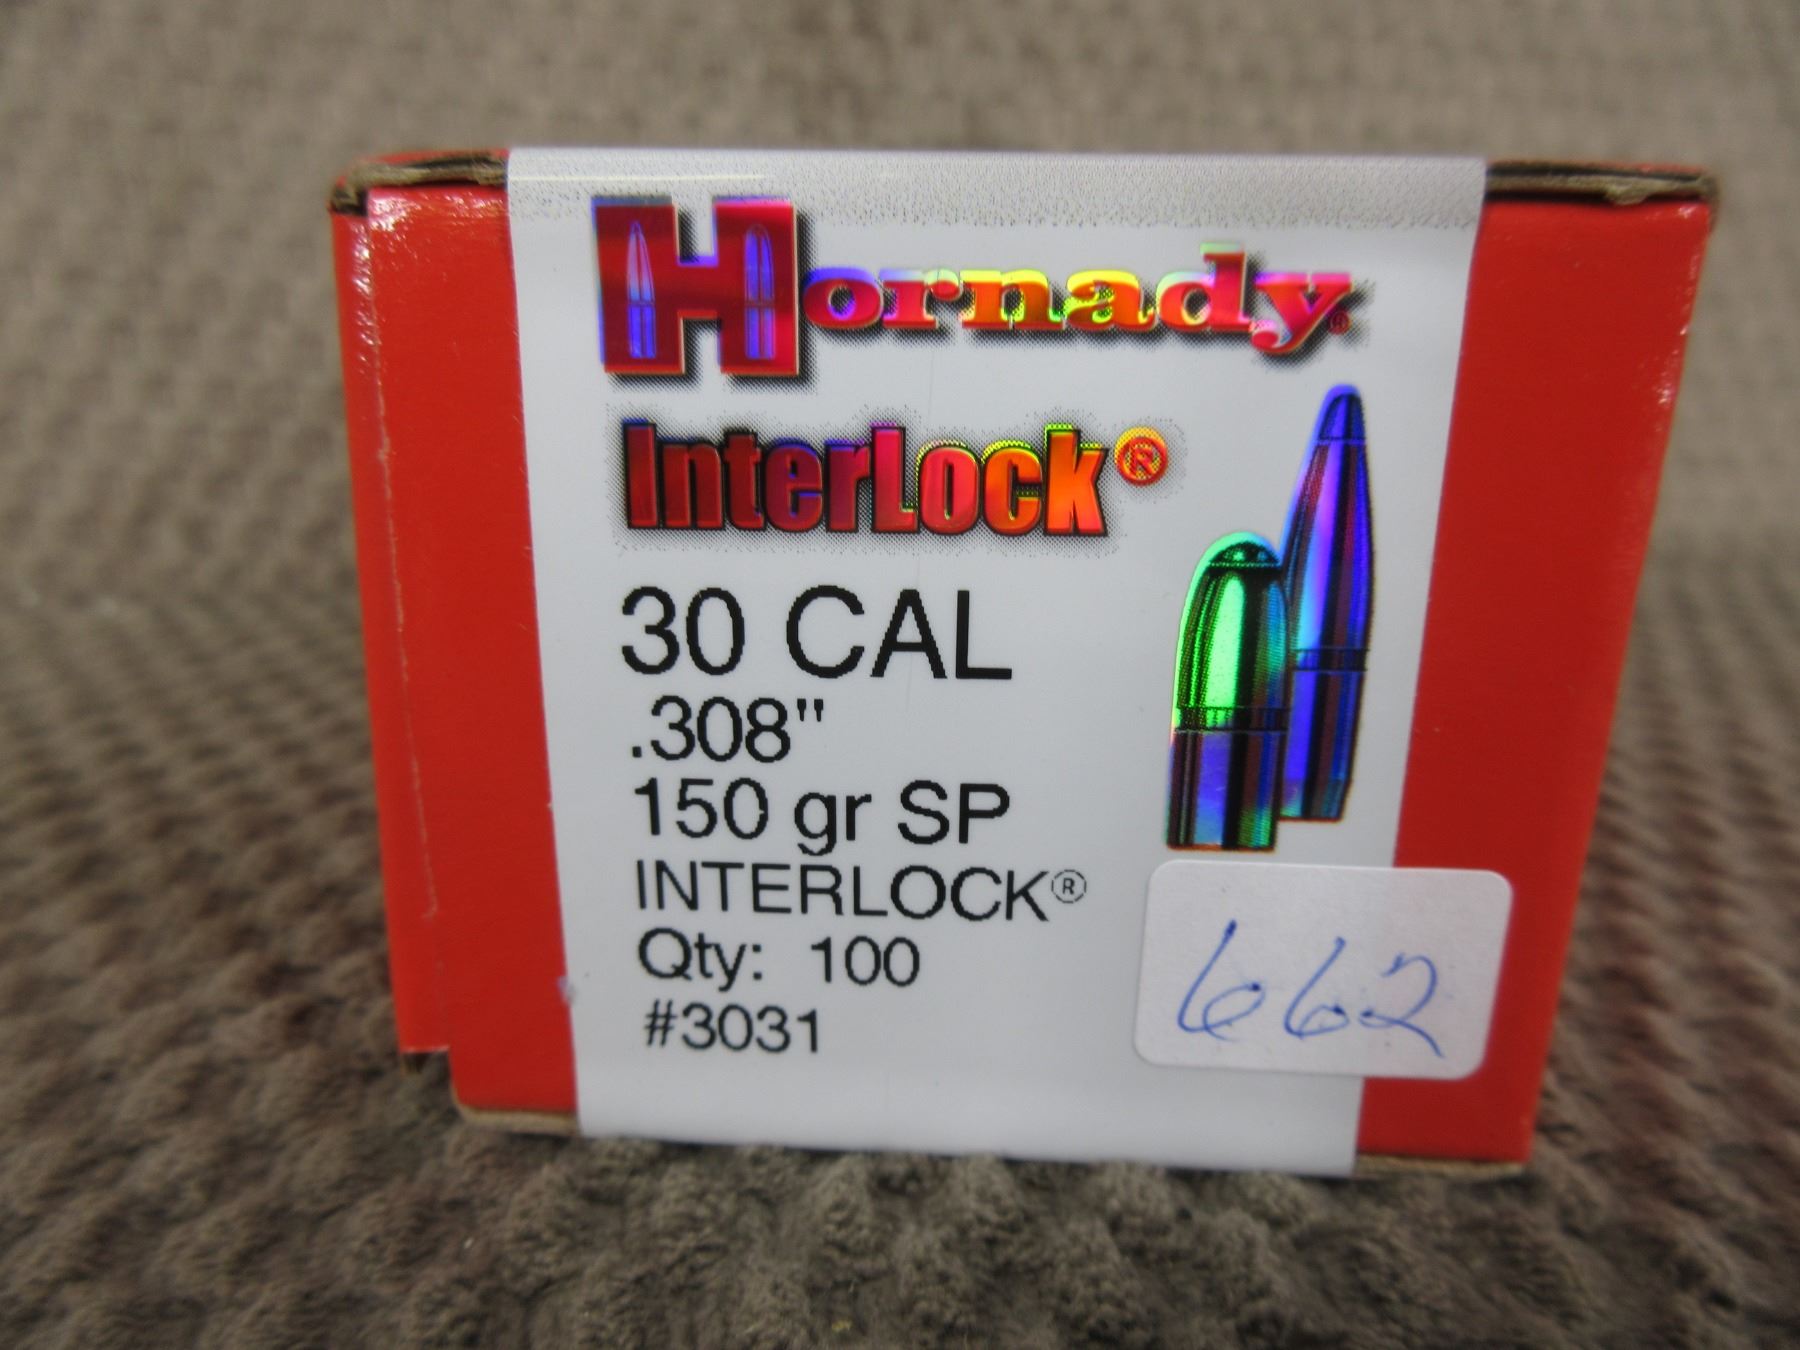 Hornady®
InterLock®
30 CAL
.308"
150 gr SP
INTERLOCK®
Qty: 100
#3031
662